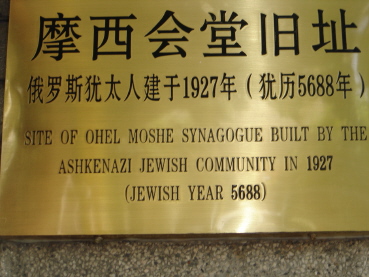 摩西会堂旧址
俄罗斯犹太人建于1927年（犹历5688年）
SITE OF OHEL MOSHE SYNAGOGUE BUILT BY THE
ASHKENAZI JEWISH COMMUNITY IN 1927
(JEWISH YEAR 5688)